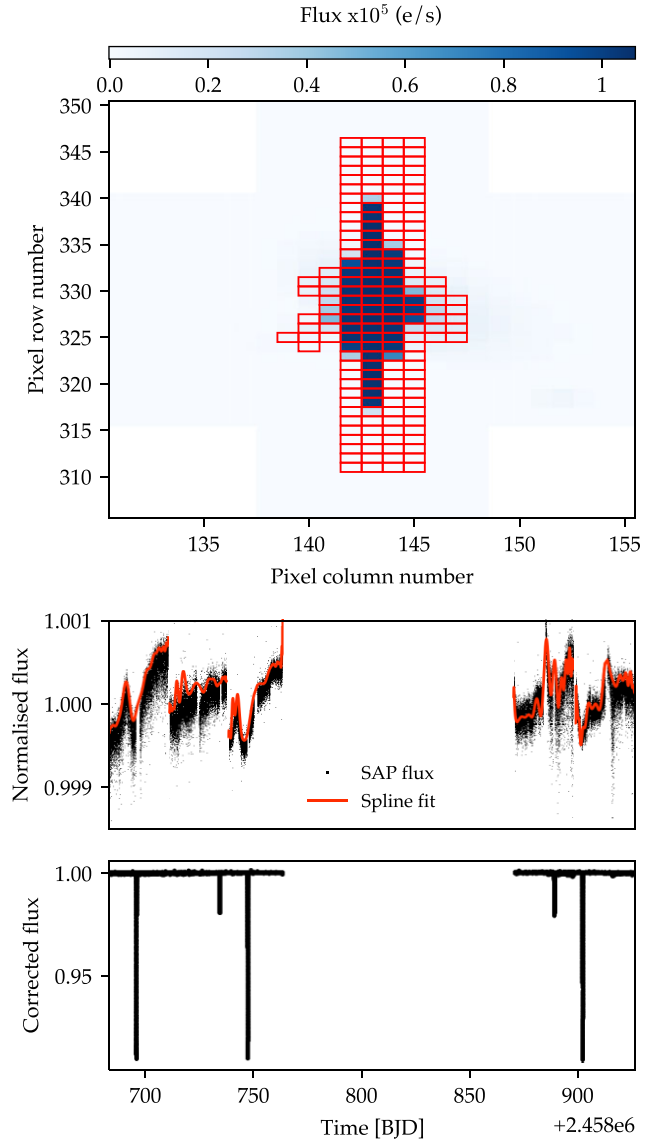 Flux x10⁵ (e/s)
0.0 0.2 0.4 0.6 0.8 1
350
345
340
335
330
325
320
315
310
Pixel row number
135 140 145 150 155
Pixel column number
1.001
1.000
0.999
Normalised flux
SAP flux
Spline fit
1.00
0.95
Corrected flux
700 750 800 850 900
Time [BJD] +2.458e6